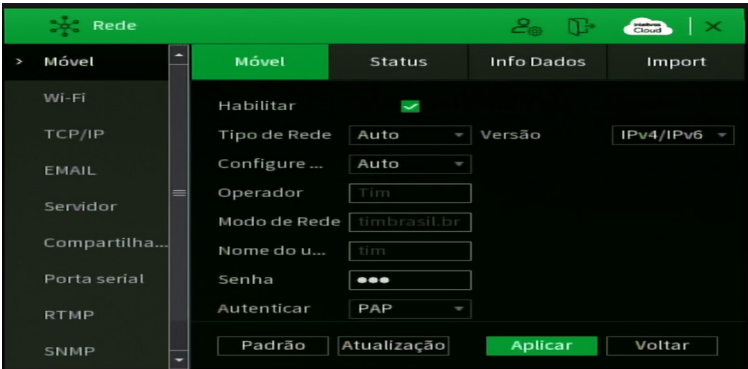 Rede
intelbras Cloud
Móvel
Wi-Fi
TCP/IP
EMAIL
Servidor
Compartilha...
Porta serial
RTMP
SNMP
Móvel Status Info Dados Import
Habilitar
Tipo de Rede Auto Versão IPv4/IPv6
Configure ... Auto
Operador Tim
Modo de Rede timbrasil.br
Nome do u... tim
Senha ●●●
Autenticar PAP
Padrão Atualização Aplicar Voltar